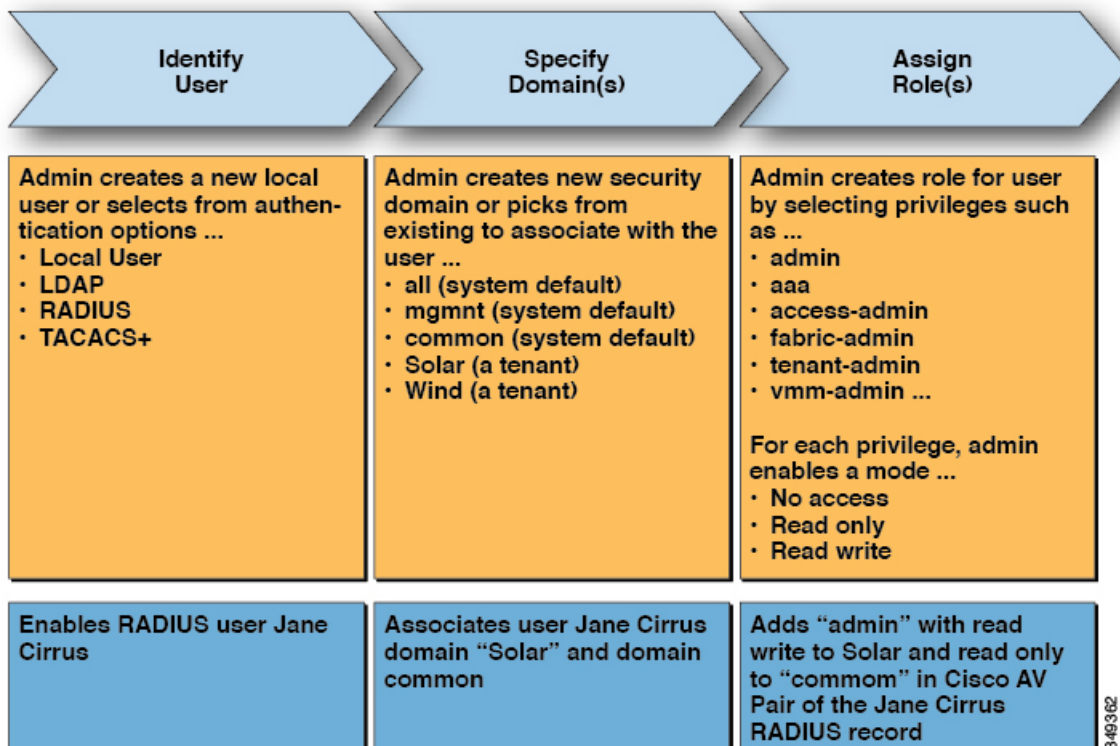 Identify
User
Specify
Domain(s)
Assign
Role(s)
Admin creates a new local
user or selects from authen-
tication options ...
· Local User
· LDAP
· RADIUS
· TACACS+
Admin creates new security
domain or picks from
existing to associate with the
user ...
· all (system default)
· mgmnt (system default)
· common (system default)
· Solar (a tenant)
· Wind (a tenant)
Admin creates role for user
by selecting privileges such
as ...
· admin
· aaa
· access-admin
· fabric-admin
· tenant-admin
· vmm-admin ...
For each privilege, admin
enables a mode ...
· No access
· Read only
· Read write
Enables RADIUS user Jane
Cirrus
Associates user Jane Cirrus
domain “Solar” and domain
common
Adds “admin” with read
write to Solar and read only
to “commom” in Cisco AV
Pair of the Jane Cirrus
RADIUS record
349362